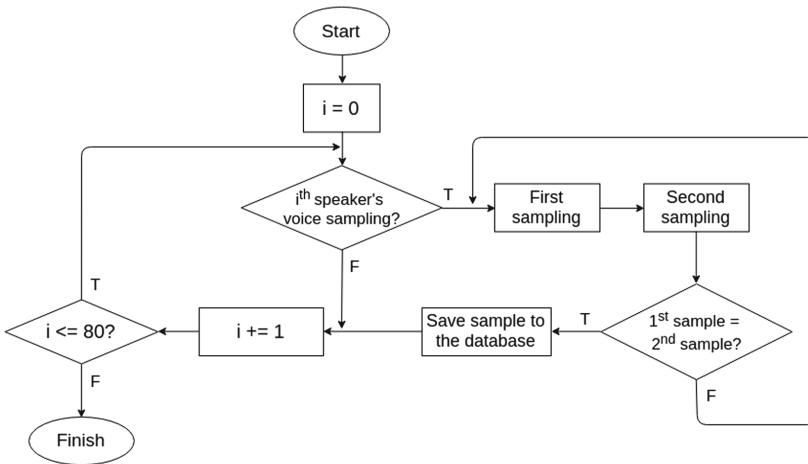 Start
i = 0
iᵗʰ speaker's
voice sampling?
T
First
sampling
Second
sampling
F
T
i <= 80?
i += 1
Save sample to
the database
T
1ˢᵗ sample =
2ⁿᵈ sample?
F
F
Finish